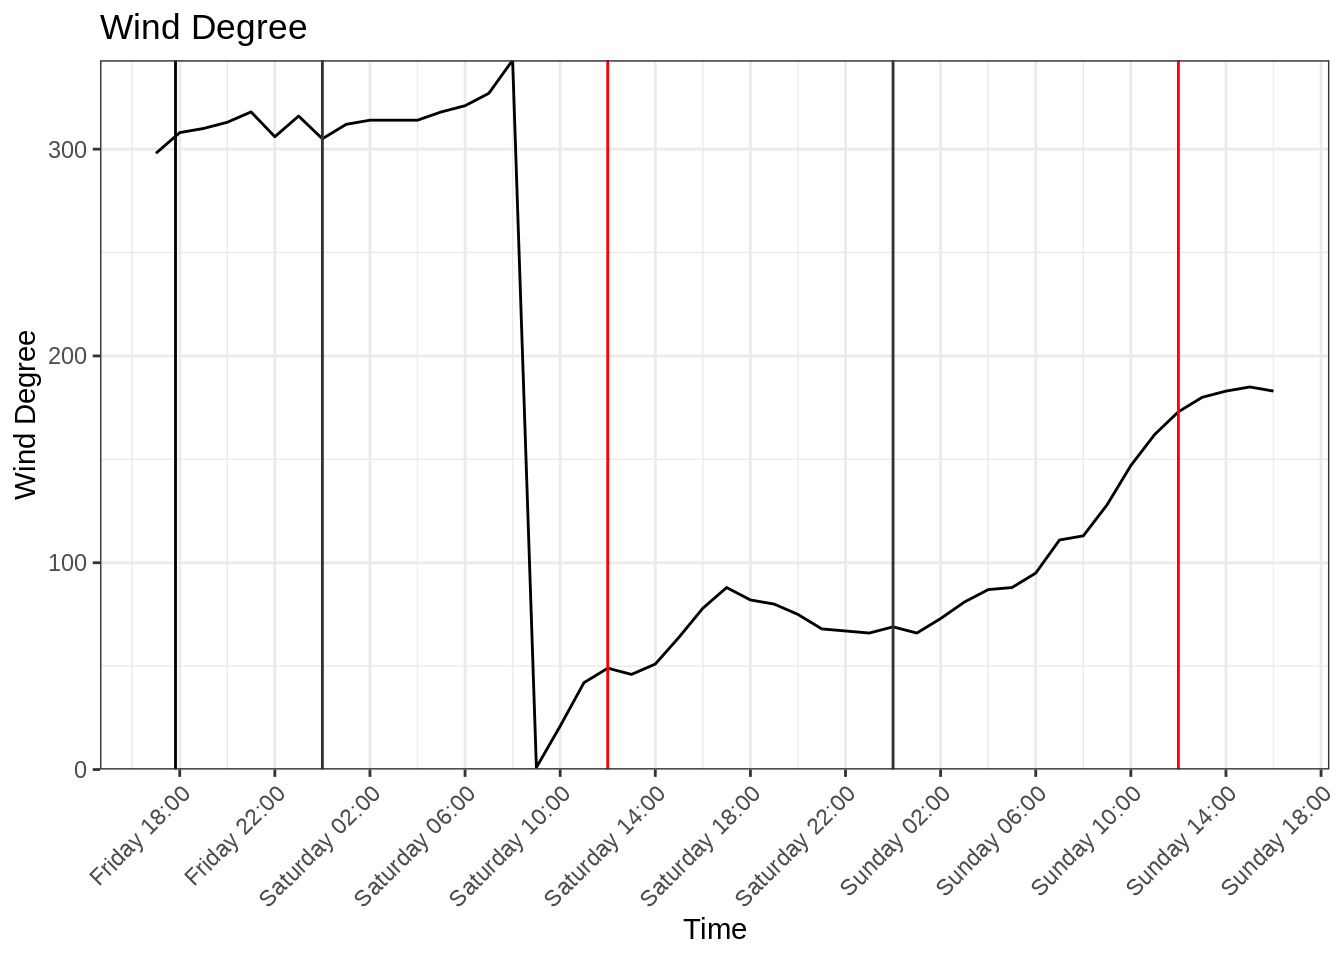 Wind Degree
Wind Degree
300
200
100
0
Friday 18:00
Friday 22:00
Saturday 02:00
Saturday 06:00
Saturday 10:00
Saturday 14:00
Saturday 18:00
Saturday 22:00
Sunday 02:00
Sunday 06:00
Sunday 10:00
Sunday 14:00
Sunday 18:00
Time